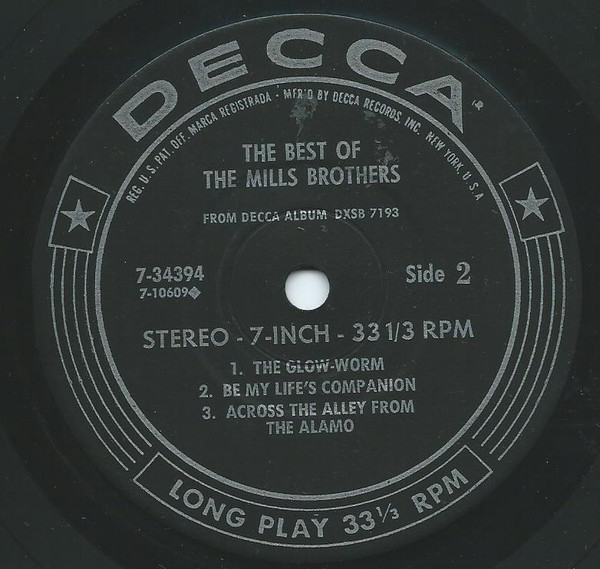 DECCA ®
REG. U. S. PAT. OFF. MARCA REGISTRADA · MFR'D BY DECCA RECORDS INC. NEW YORK, U. S. A
THE BEST OF
THE MILLS BROTHERS
FROM DECCA ALBUM DXSB 7193
7-34394
7-10609
Side 2
STEREO - 7-INCH - 33 1/3 RPM
1. THE GLOW-WORM
2. BE MY LIFE'S COMPANION
3. ACROSS THE ALLEY FROM
THE ALAMO
LONG PLAY 33⅓ RPM